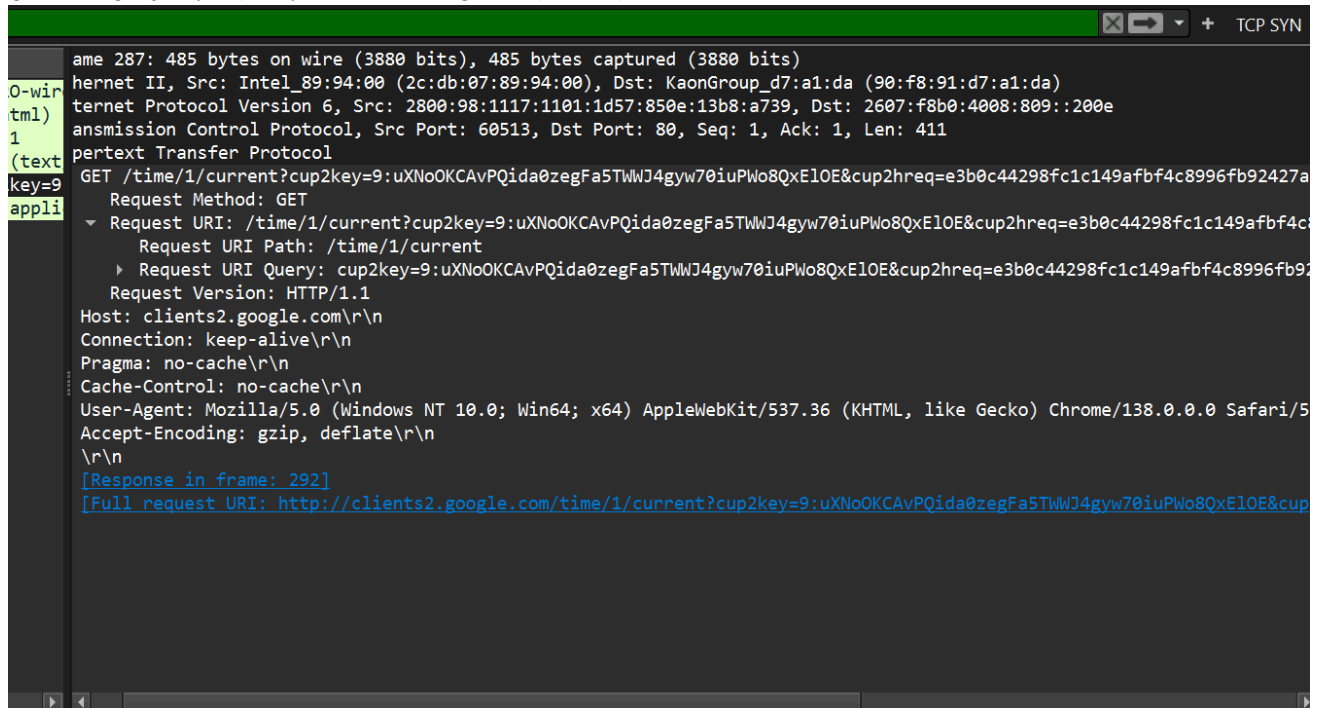 TCP SYN
ame 287: 485 bytes on wire (3880 bits), 485 bytes captured (3880 bits)
hernet II, Src: Intel_89:94:00 (2c:db:07:89:94:00), Dst: KaonGroup_d7:a1:da (90:f8:91:d7:a1:da)
ternet Protocol Version 6, Src: 2800:98:1117:1101:1d57:850e:13b8:a739, Dst: 2607:f8b0:4008:809::200e
ansmission Control Protocol, Src Port: 60513, Dst Port: 80, Seq: 1, Ack: 1, Len: 411
pertext Transfer Protocol
GET /time/1/current?cup2key=9:uXNoOKCAvPQida0zegFa5TWWJ4gyw70iuPWo8QxElOE&cup2hreq=e3b0c44298fc1c149afbf4c8996fb92427a
Request Method: GET
Request URI: /time/1/current?cup2key=9:uXNoOKCAvPQida0zegFa5TWWJ4gyw70iuPWo8QxElOE&cup2hreq=e3b0c44298fc1c149afbf4c8
Request URI Path: /time/1/current
Request URI Query: cup2key=9:uXNoOKCAvPQida0zegFa5TWWJ4gyw70iuPWo8QxElOE&cup2hreq=e3b0c44298fc1c149afbf4c8996fb92
Request Version: HTTP/1.1
Host: clients2.google.com\r\n
Connection: keep-alive\r\n
Pragma: no-cache\r\n
Cache-Control: no-cache\r\n
User-Agent: Mozilla/5.0 (Windows NT 10.0; Win64; x64) AppleWebKit/537.36 (KHTML, like Gecko) Chrome/138.0.0.0 Safari/5
Accept-Encoding: gzip, deflate\r\n
\r\n
[Response in frame: 292]
[Full request URI: http://clients2.google.com/time/1/current?cup2key=9:uXNoOKCAvPQida0zegFa5TWWJ4gyw70iuPWo8QxElOE&cup
O-wir
tml)
1
(text
key=9
appli